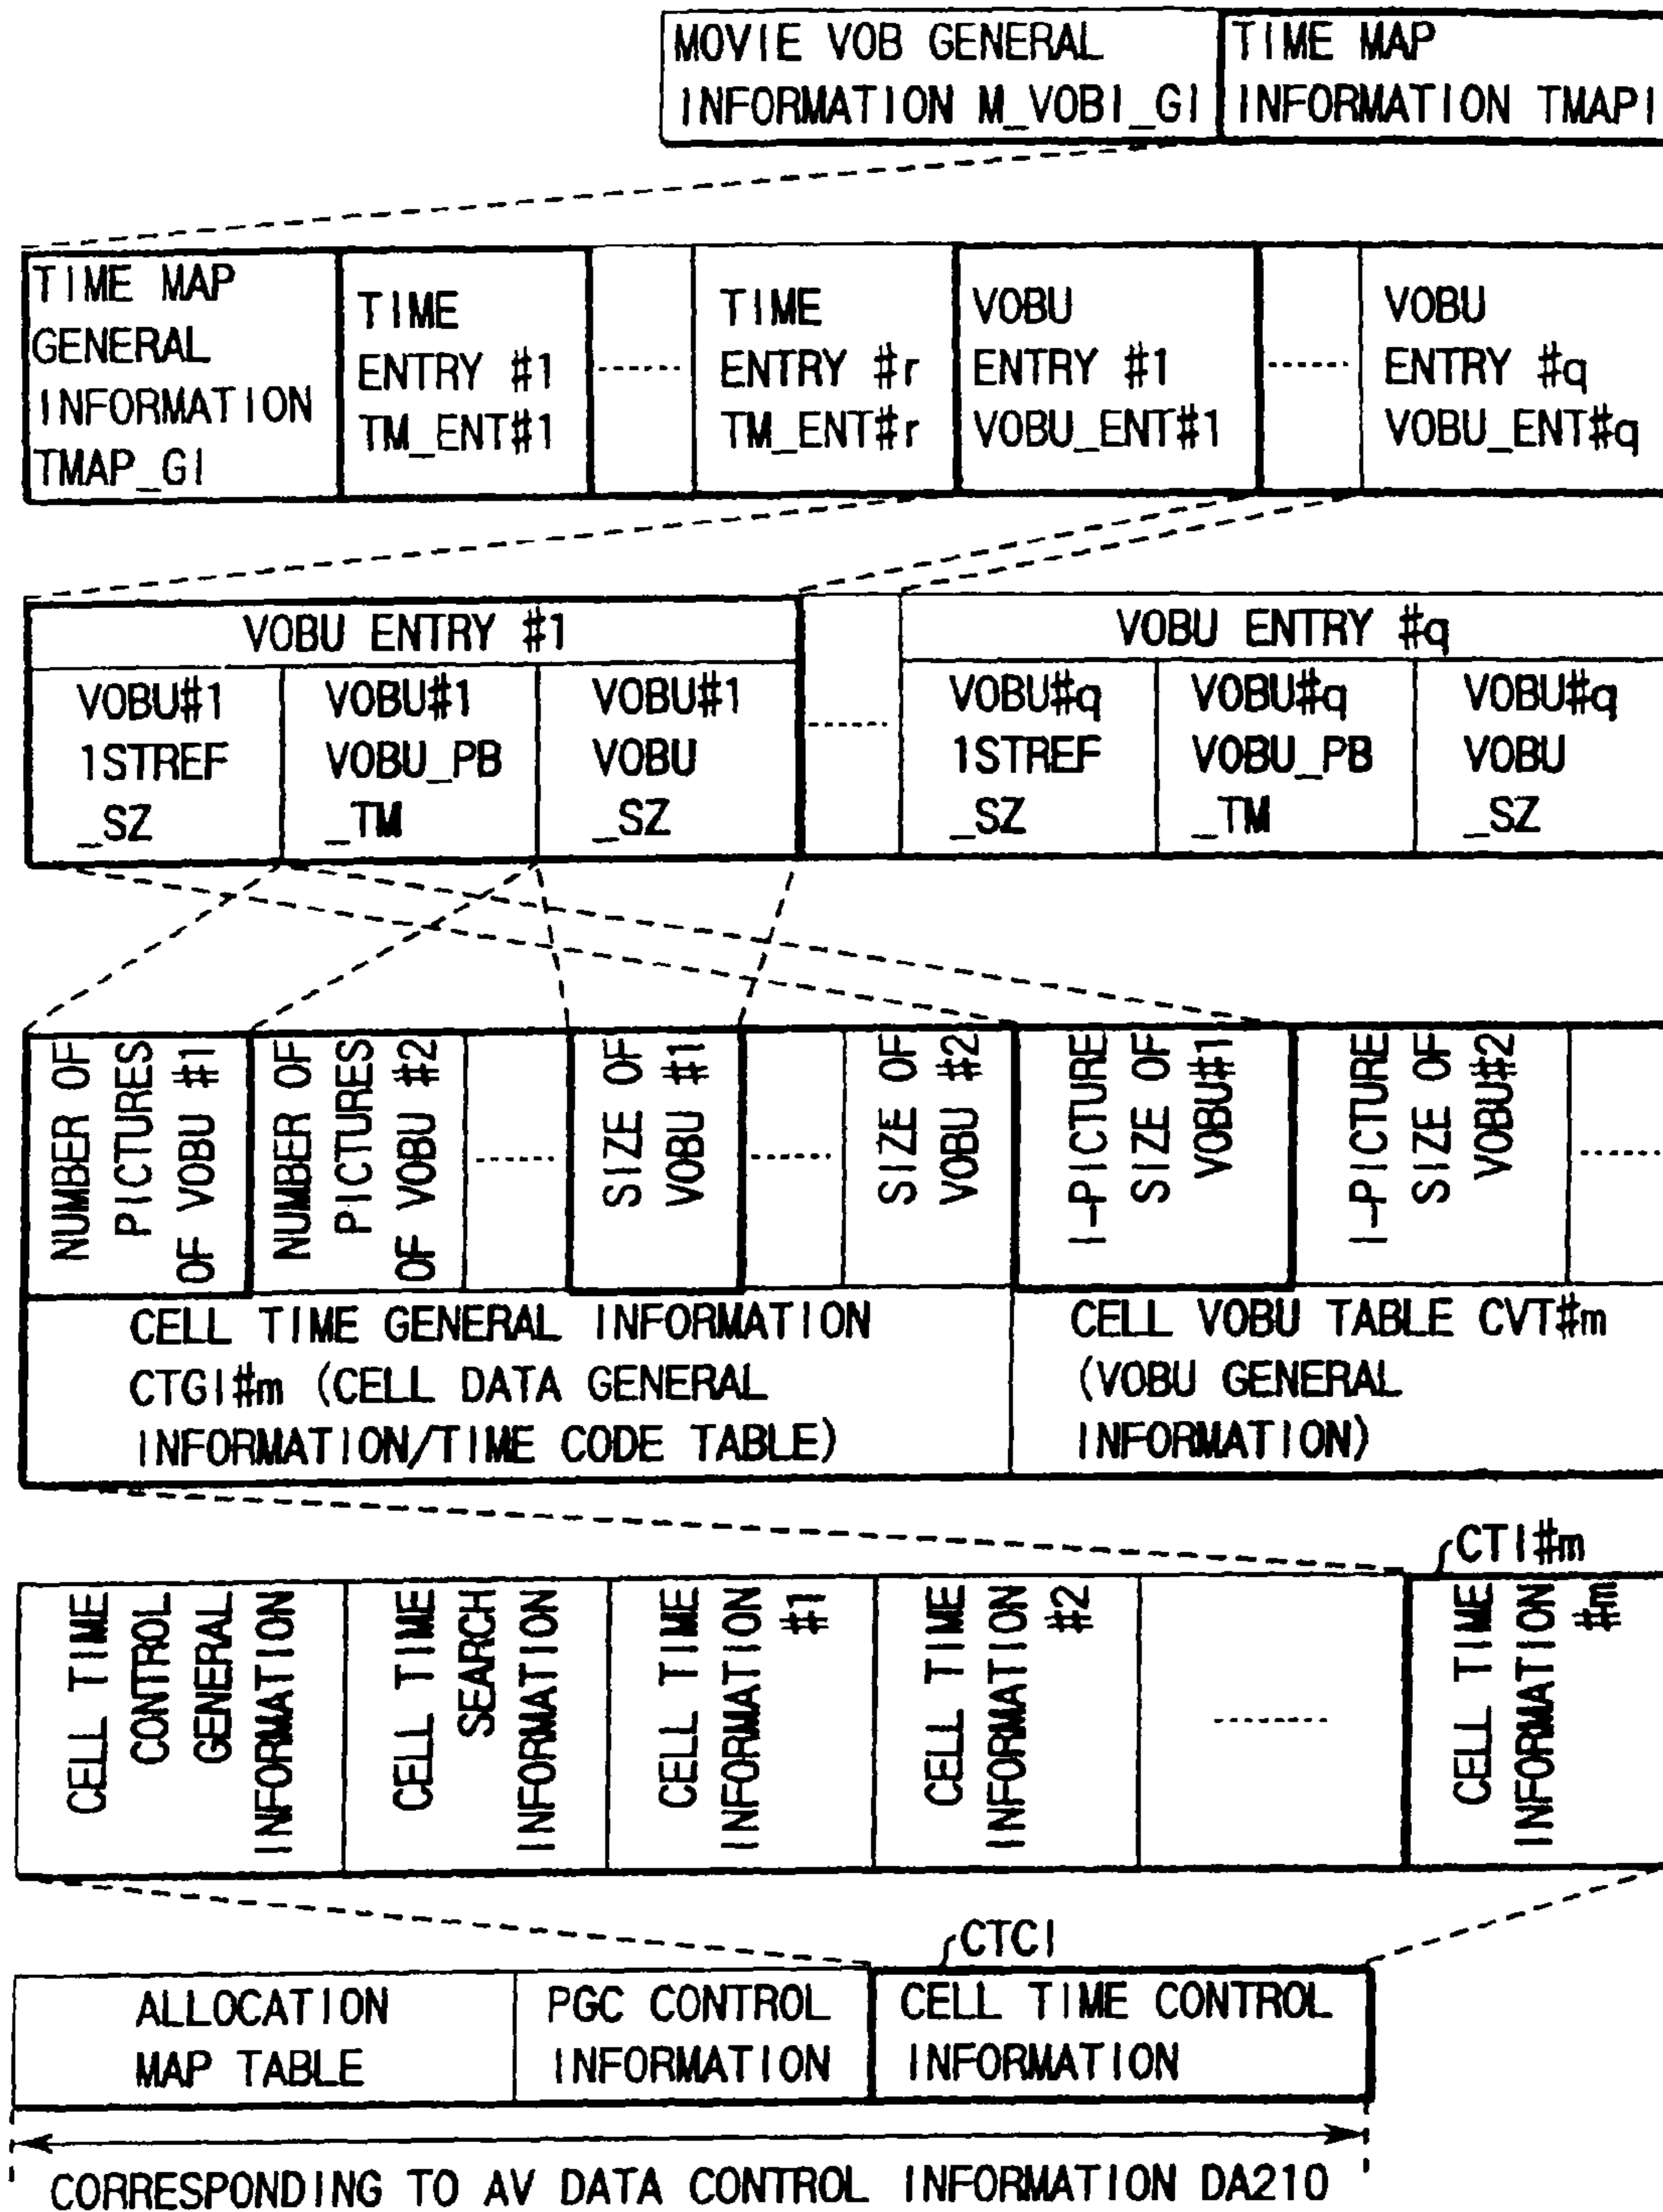 MOVIE VOB GENERAL
INFORMATION M_VOBI_GI
TIME MAP
INFORMATION TMAPI
TIME MAP
GENERAL
INFORMATION
TMAP_GI
TIME
ENTRY #1
TM_ENT#1
TIME
ENTRY #r
TM_ENT#r
VOBU
ENTRY #1
VOBU_ENT#1
VOBU
ENTRY #q
VOBU_ENT#q
VOBU ENTRY #1
VOBU#1
1STREF
_SZ
VOBU#1
VOBU_PB
_TM
VOBU#1
VOBU
_SZ
VOBU ENTRY #q
VOBU#q
1STREF
_SZ
VOBU#q
VOBU_PB
_TM
VOBU#q
VOBU
_SZ
NUMBER OF
PICTURES
OF VOBU #1
NUMBER OF
PICTURES
OF VOBU #2
SIZE OF
VOBU #1
SIZE OF
VOBU #2
I-PICTURE
SIZE OF
VOBU#1
I-PICTURE
SIZE OF
VOBU#2
CELL TIME GENERAL INFORMATION
CTGI#m (CELL DATA GENERAL
INFORMATION/TIME CODE TABLE)
CELL VOBU TABLE CVT#m
(VOBU GENERAL
INFORMATION)
CTI#m
CELL TIME
CONTROL
GENERAL
INFORMATION
CELL TIME
SEARCH
INFORMATION
CELL TIME
INFORMATION
#1
CELL TIME
INFORMATION
#2
CELL TIME
INFORMATION
#m
CTCI
ALLOCATION
MAP TABLE
PGC CONTROL
INFORMATION
CELL TIME CONTROL
INFORMATION
CORRESPONDING TO AV DATA CONTROL INFORMATION DA210